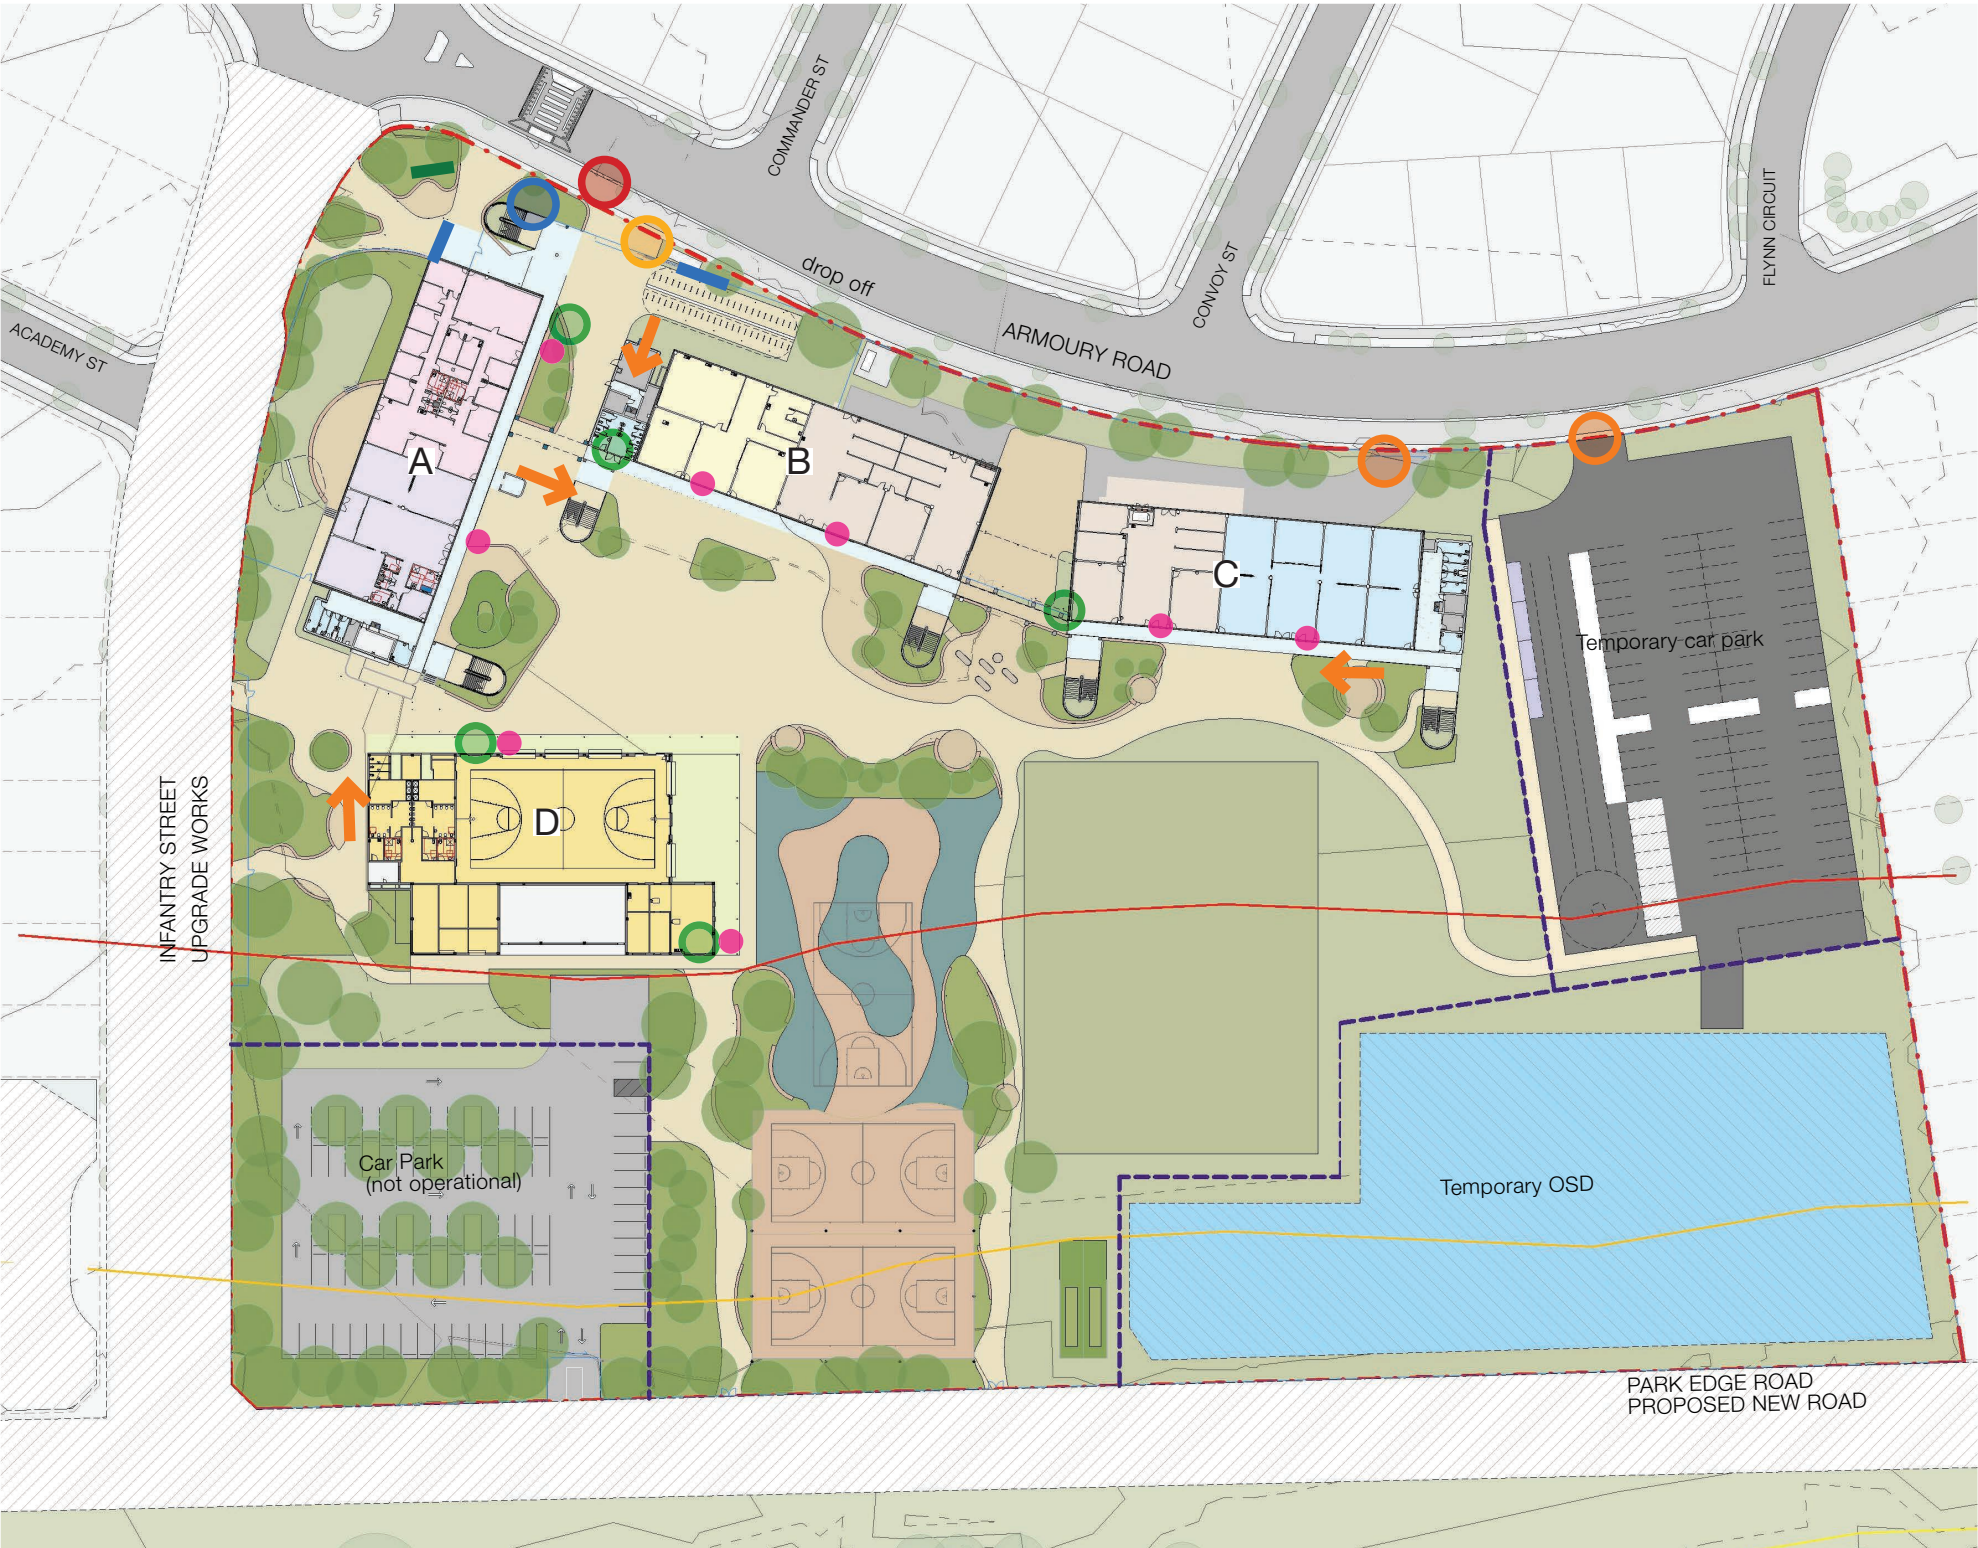 COMMANDER ST
FLYNN CIRCUIT
CONVOY ST
drop off
ARMOURY ROAD
ACADEMY ST
A
B
C
Temporary car park
D
INFANTRY STREET
UPGRADE WORKS
Car Park
(not operational)
Temporary OSD
PARK EDGE ROAD
PROPOSED NEW ROAD